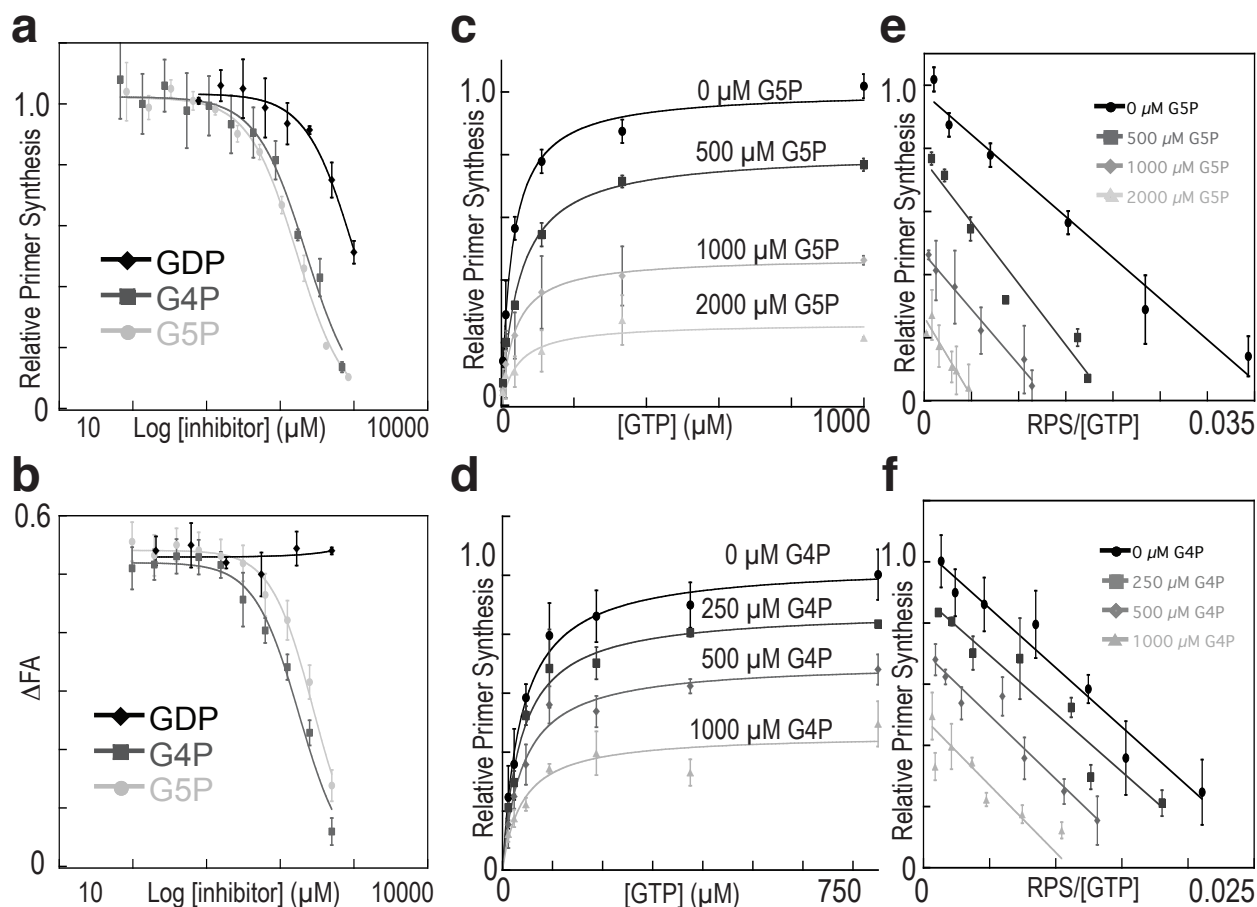 a
Relative Primer Synthesis
1.0
0
GDP
G4P
G5P
10
Log [inhibitor] (µM)
10000
b
ΔFA
0.6
0
GDP
G4P
G5P
10
Log [inhibitor] (µM)
10000
c
Relative Primer Synthesis
1.0
0
0 µM G5P
500 µM G5P
1000 µM G5P
2000 µM G5P
0
[GTP] (µM)
1000
d
Relative Primer Synthesis
1.0
0
0 µM G4P
250 µM G4P
500 µM G4P
1000 µM G4P
0
[GTP] (µM)
750
e
Relative Primer Synthesis
1.0
0
0 µM G5P
500 µM G5P
1000 µM G5P
2000 µM G5P
0
RPS/[GTP]
0.035
f
Relative Primer Synthesis
1.0
0
0 µM G4P
250 µM G4P
500 µM G4P
1000 µM G4P
0
RPS/[GTP]
0.025